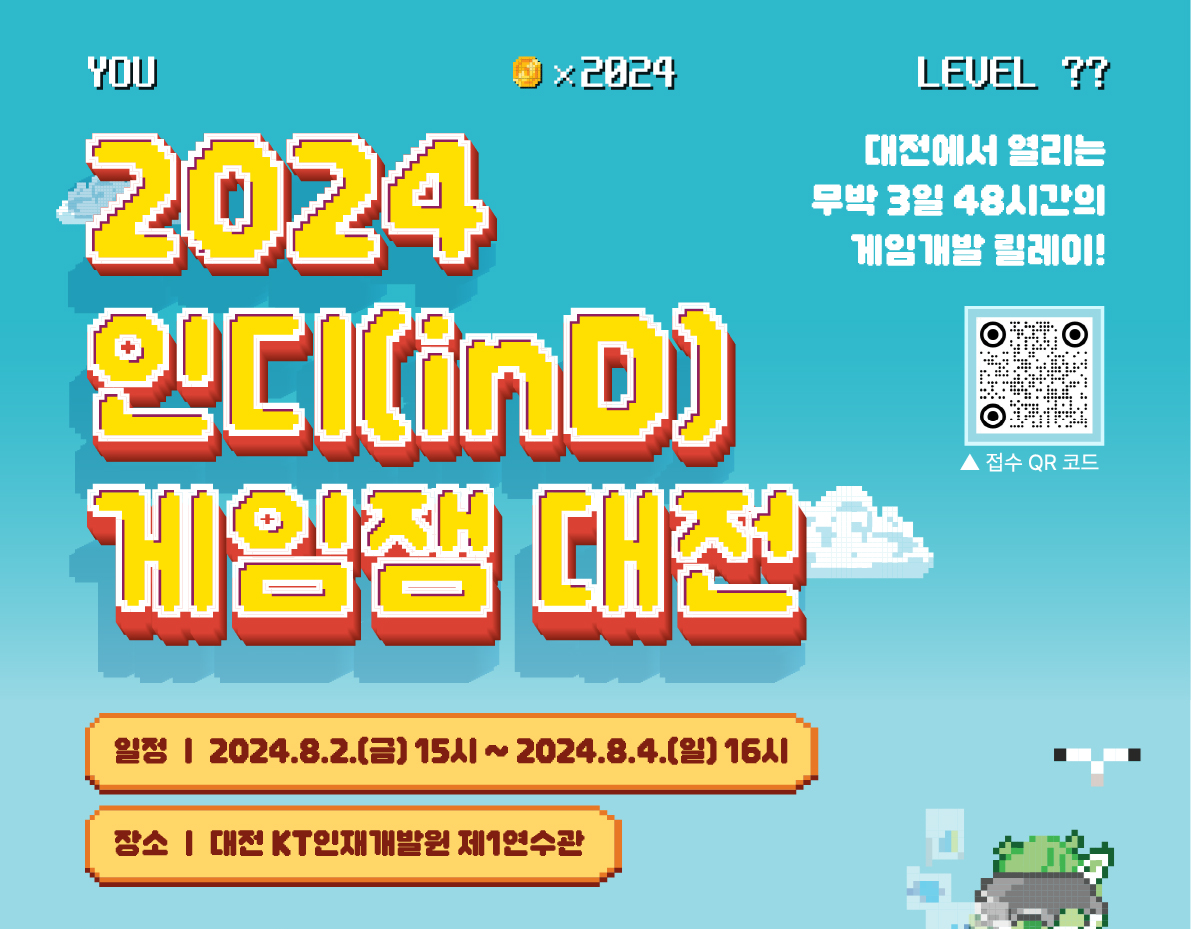 YOU
×2024
LEVEL ??
2024
인디(inD)
게임잼 대전
대전에서 열리는
무박 3일 48시간의
게임개발 릴레이!
▲ 접수 QR 코드
일정 | 2024.8.2.(금) 15시 ~ 2024.8.4.(일) 16시
장소 | 대전 KT인재개발원 제1연수관